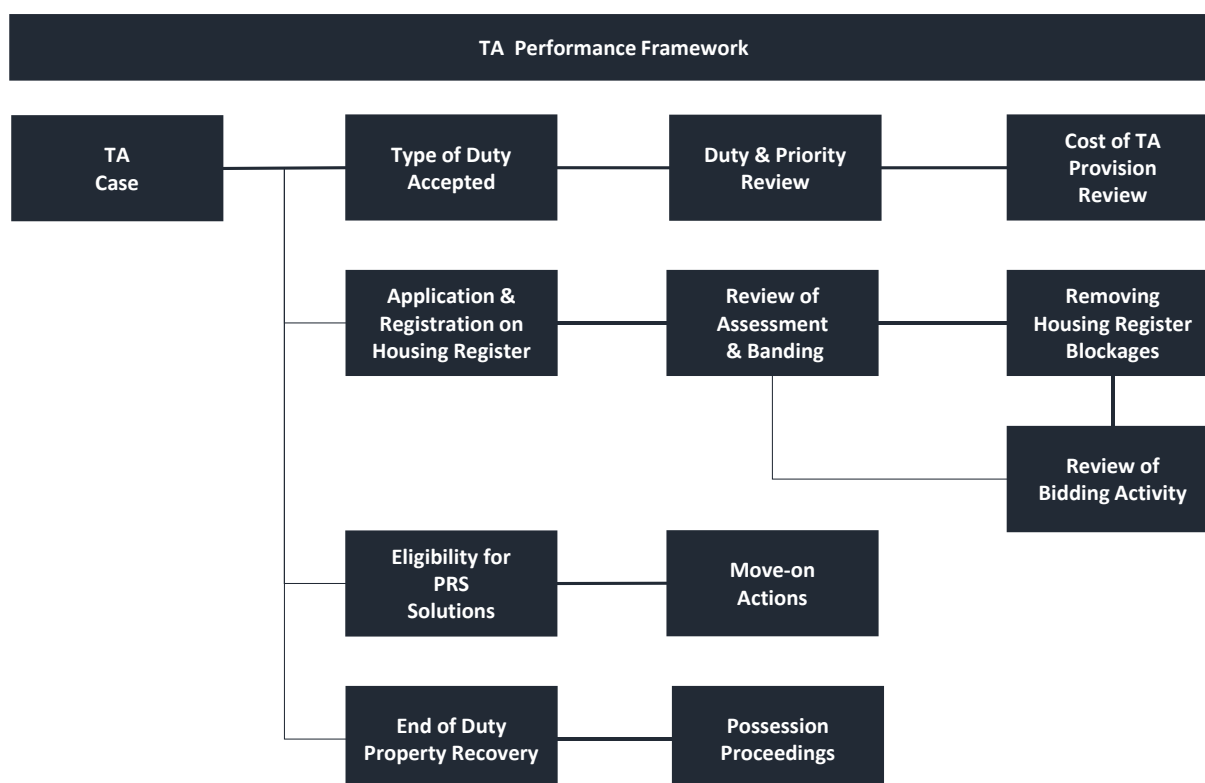 TA Performance Framework
TA
Case
Type of Duty
Accepted
Duty & Priority
Review
Cost of TA
Provision
Review
Application &
Registration on
Housing Register
Review of
Assessment
& Banding
Removing
Housing Register
Blockages
Review of
Bidding Activity
Eligibility for
PRS
Solutions
Move-on
Actions
End of Duty
Property Recovery
Possession
Proceedings